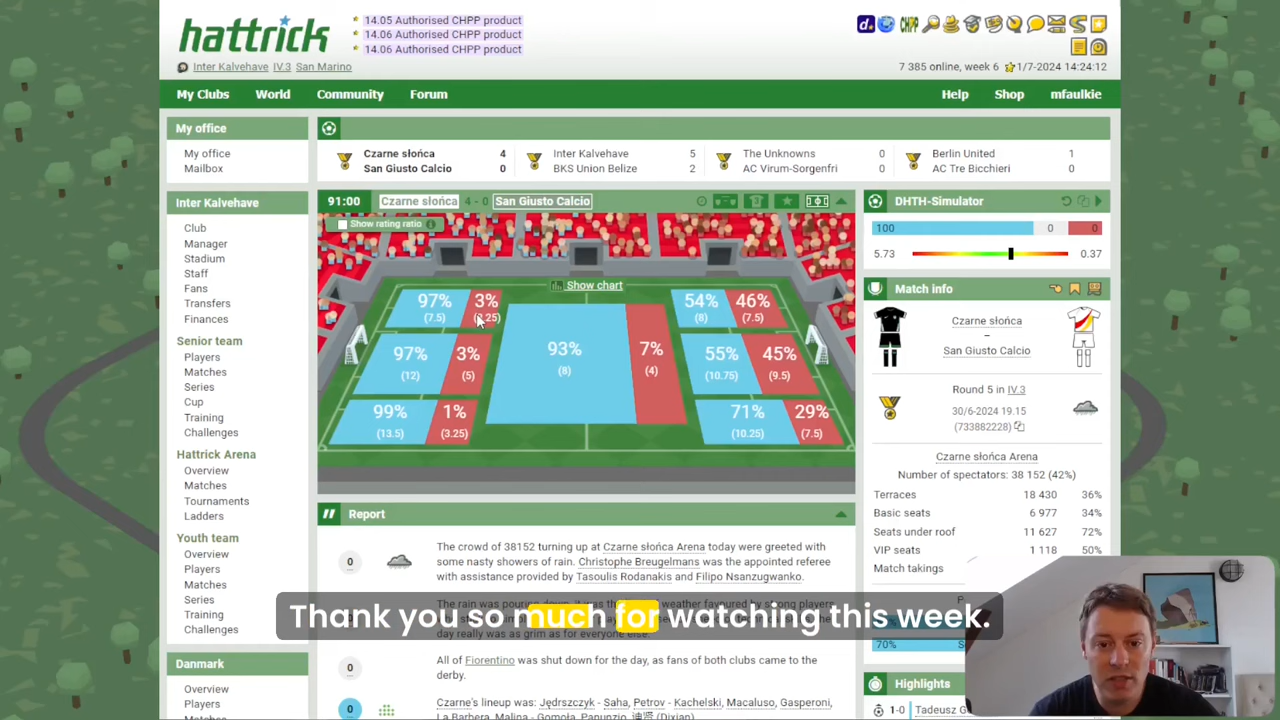 hattrick
14.05 Authorised CHPP product
14.06 Authorised CHPP product
14.06 Authorised CHPP product
d.
CHPP
Inter Kalvehave IV.3 San Marino
7 385 online, week 6 1/7-2024 14:24:12
My Clubs World Community Forum
Help Shop mfaulkie
My office
My office
Mailbox
Inter Kalvehave
Club
Manager
Stadium
Staff
Fans
Transfers
Finances
Senior team
Players
Matches
Series
Cup
Training
Challenges
Hattrick Arena
Overview
Matches
Tournaments
Ladders
Youth team
Overview
Players
Matches
Series
Training
Challenges
Danmark
Overview
Players
Czarne słońca 4
San Giusto Calcio 0
Inter Kalvehave 5
BKS Union Belize 2
The Unknowns 0
AC Virum-Sorgenfri 0
Berlin United 1
AC Tre Bicchieri 0
91:00 Czarne słońca 4 - 0 San Giusto Calcio
Show rating ratio
Show chart
97% 3%
(7.5)
54% 46%
(8) (7.5)
97% 3%
(12) (5)
93% 7%
(8) (4)
55% 45%
(10.75) (9.5)
99% 1%
(13.5) (3.25)
71% 29%
(10.25) (7.5)
Report
0
The crowd of 38152 turning up at Czarne słońca Arena today were greeted with
some nasty showers of rain. Christophe Breugelmans was the appointed referee
with assistance provided by Tasoulis Rodanakis and Filipo Nsanzugwanko.
Thank you so much for watching this week.
0
All of Fiorentino was shut down for the day, as fans of both clubs came to the
derby.
0
Czarne's lineup was: Jędrszczyk - Saha, Petrov - Kachelski, Macaluso, Gasperoni,
La Barbera, Malina - Gomoła, Panunzio, 迪贤 (Dixian)
DHTH-Simulator
100 0 0
5.73 0.37
Match info
Czarne słońca
–
San Giusto Calcio
Round 5 in IV.3
30/6-2024 19.15
(733882228)
Czarne słońca Arena
Number of spectators: 38 152 (42%)
Terraces 18 430 36%
Basic seats 6 977 34%
Seats under roof 11 627 72%
VIP seats 1 118 50%
Match takings
70%
Highlights
1-0 Tadeusz G